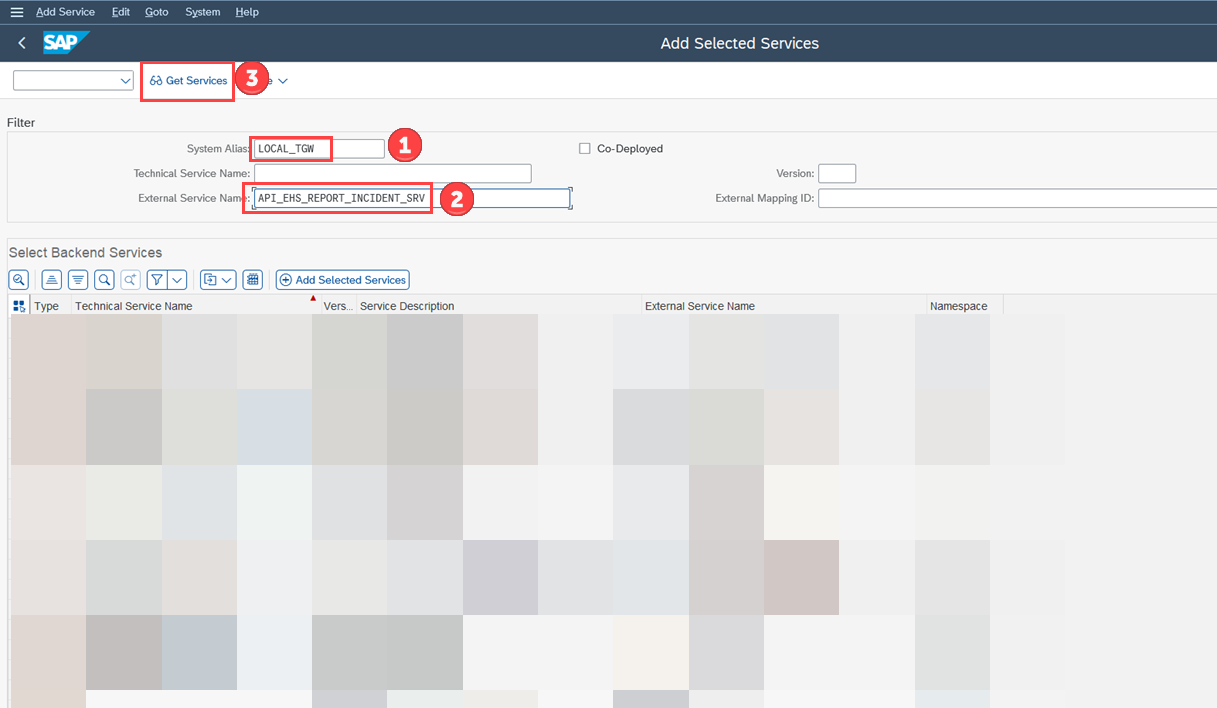 Add Service Edit Goto System Help
SAP Add Selected Services
Get Services 3 e
Filter
System Alias: LOCAL_TGW 1 Co-Deployed
Technical Service Name: Version:
External Service Name: API_EHS_REPORT_INCIDENT_SRV 2 External Mapping ID:
Select Backend Services
Add Selected Services
Type Technical Service Name Vers... Service Description External Service Name Namespace